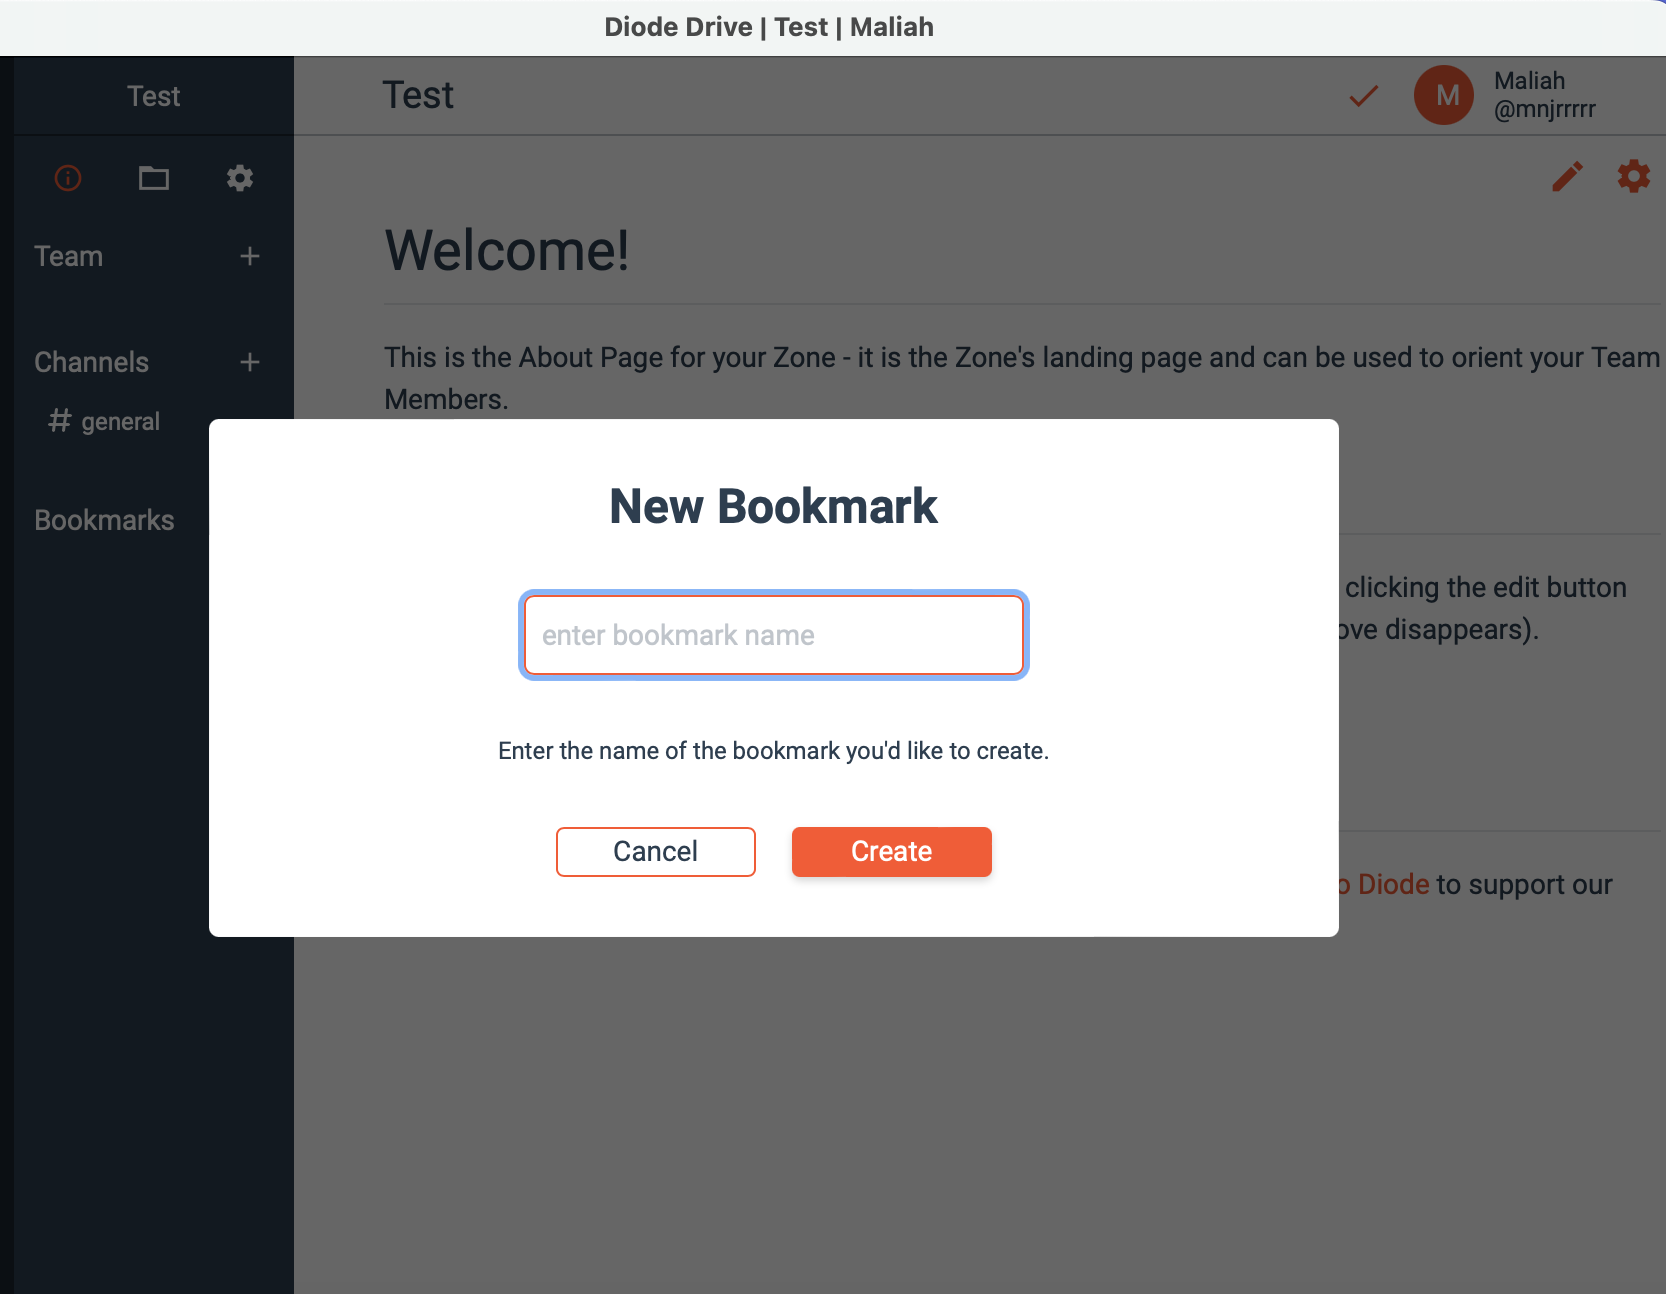 Diode Drive | Test | Maliah
Test
Test
M
Maliah
@mnjrrrrr
Team +
Channels +
# general
Bookmarks
Welcome!
This is the About Page for your Zone - it is the Zone's landing page and can be used to orient your Team
Members.
clicking the edit button
ove disappears).
o Diode to support our
New Bookmark
enter bookmark name
Enter the name of the bookmark you'd like to create.
Cancel
Create